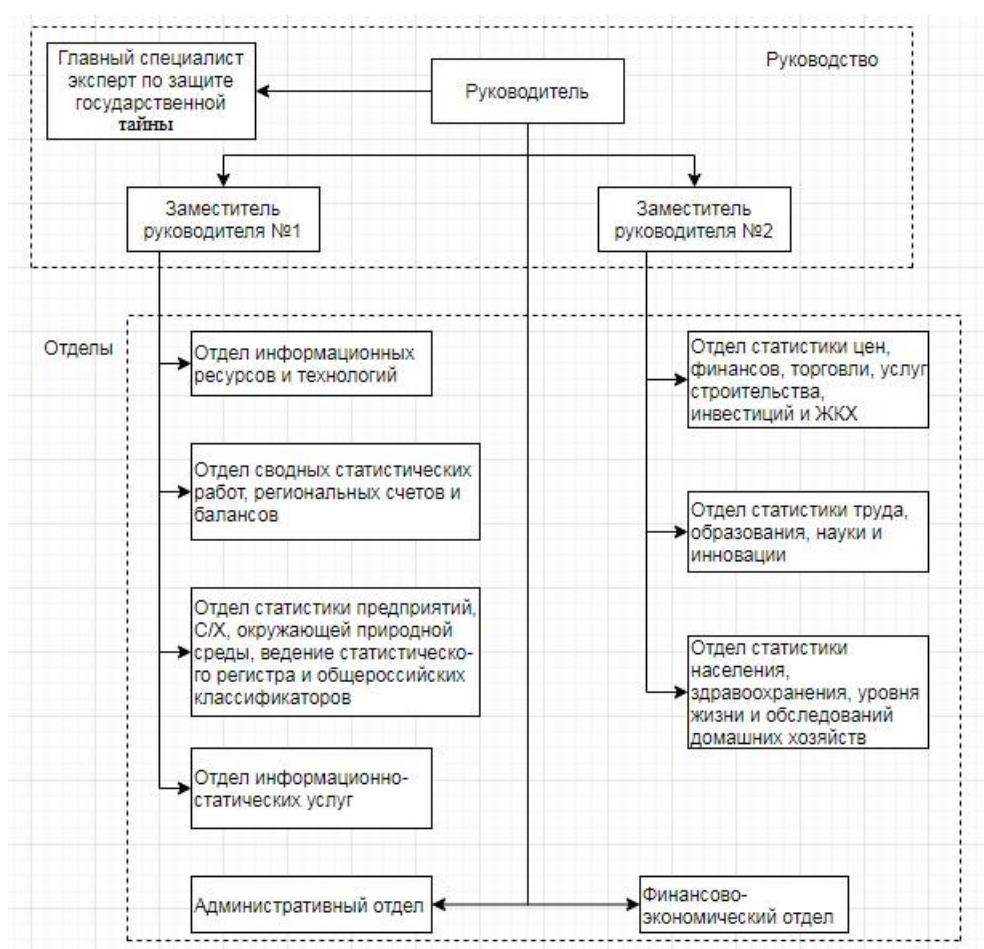 Главный специалист
эксперт по защите
государственной
тайны
Руководитель
Руководство
Заместитель
руководителя №1
Заместитель
руководителя №2
Отделы
Отдел информационных
ресурсов и технологий
Отдел сводных статистических
работ, региональных счетов и
балансов
Отдел статистики предприятий,
С/Х, окружающей природной
среды, ведение статистическо-
го регистра и общероссийских
классификаторов
Отдел информационно-
статических услуг
Административный отдел
Отдел статистики цен,
финансов, торговли, услуг
строительства,
инвестиций и ЖКХ
Отдел статистики труда,
образования, науки и
инновации
Отдел статистики
населения,
здравоохранения, уровня
жизни и обследований
домашних хозяйств
Финансово-
экономический отдел